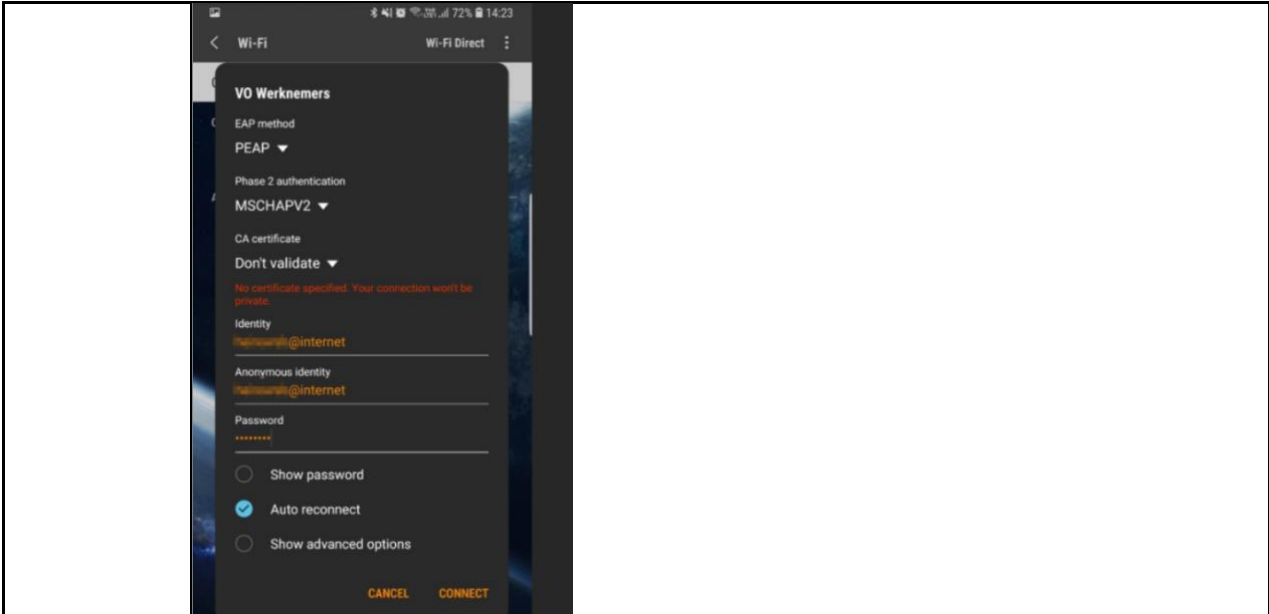 72% 14:23
Wi-Fi Wi-Fi Direct
VO Werknemers
EAP method
PEAP
Phase 2 authentication
MSCHAPV2
CA certificate
Don't validate
No certificate specified. Your connection won't be
private.
Identity
@internet
Anonymous identity
@internet
Password
••••••••
Show password
Auto reconnect
Show advanced options
CANCEL CONNECT